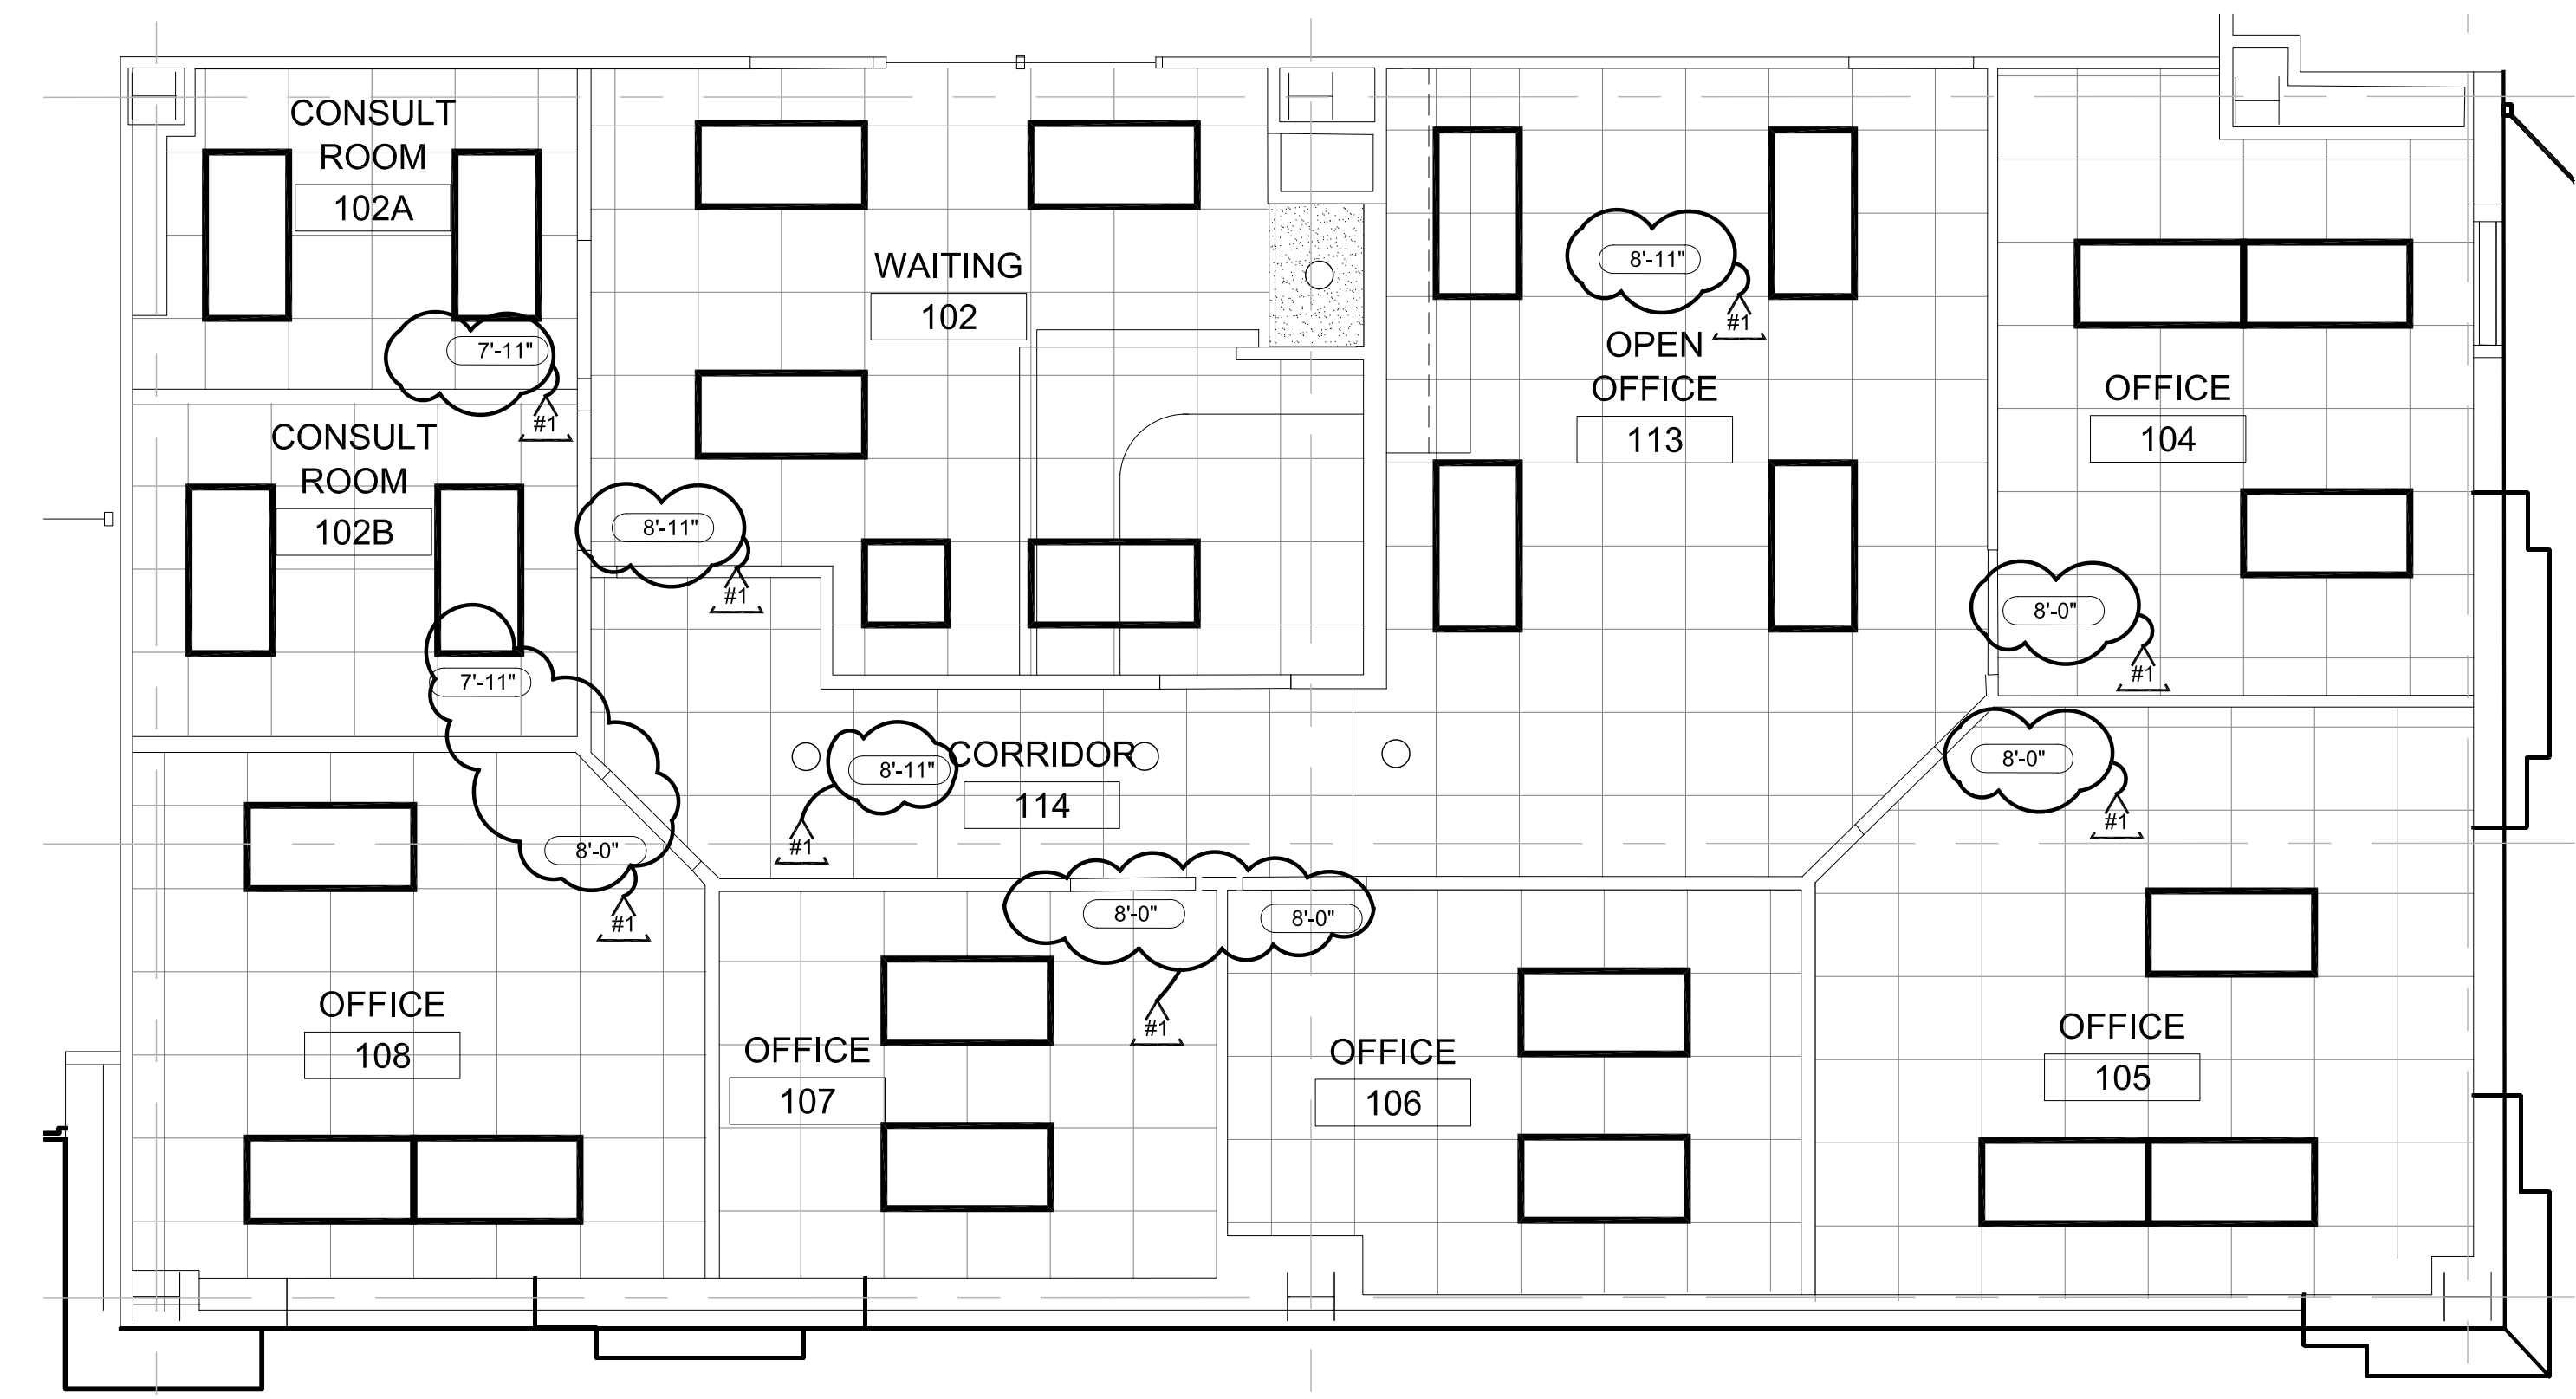 CONSULT
ROOM
102A
7'-11"
#1
CONSULT
ROOM
102B
7'-11"
WAITING
102
8'-11"
#1
8'-11"
#1
OPEN
OFFICE
113
OFFICE
104
8'-0"
#1
8'-0"
#1
CORRIDOR
114
8'-11"
#1
8'-0"
#1
8'-0"
8'-0"
#1
OFFICE
108
OFFICE
107
OFFICE
106
OFFICE
105